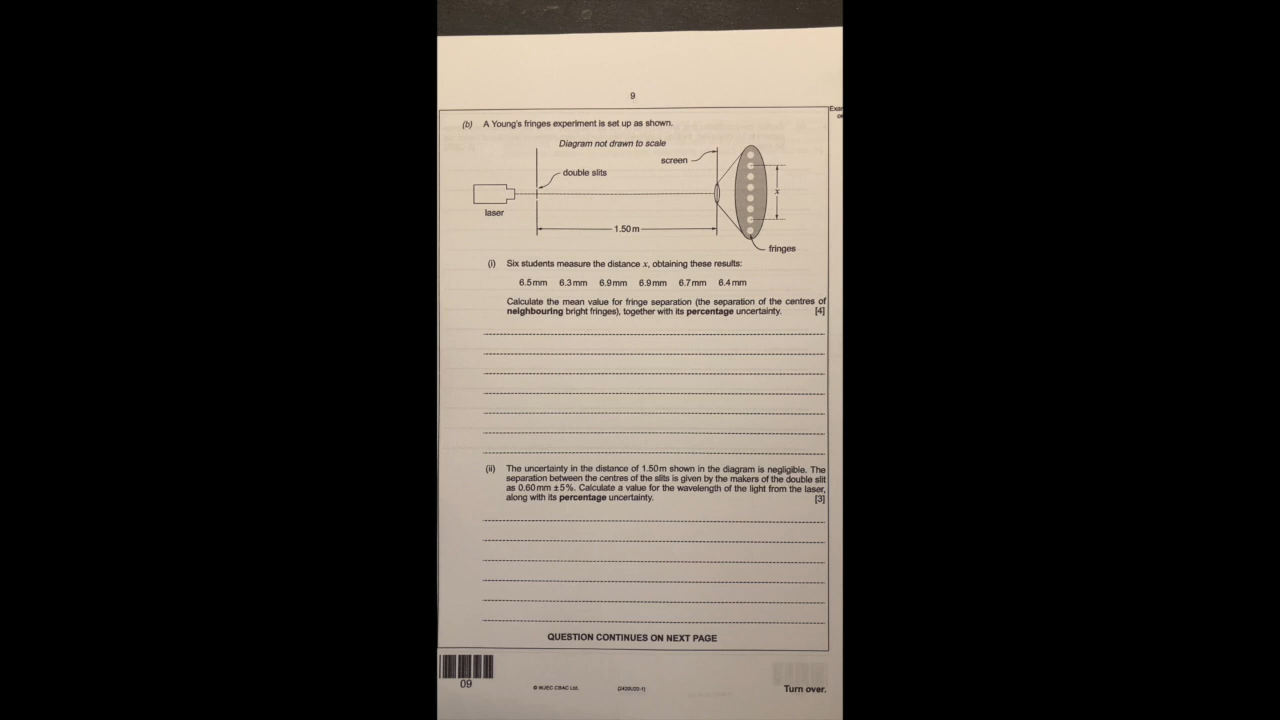 9
Exa
(b) A Young's fringes experiment is set up as shown.
Diagram not drawn to scale
screen
double slits
x
laser
1.50 m
fringes
(i) Six students measure the distance x, obtaining these results:
6.5 mm 6.3 mm 6.9 mm 6.9 mm 6.7 mm 6.4 mm
Calculate the mean value for fringe separation (the separation of the centres of
neighbouring bright fringes), together with its percentage uncertainty. [4]
(ii) The uncertainty in the distance of 1.50 m shown in the diagram is negligible. The
separation between the centres of the slits is given by the makers of the double slit
as 0.60 mm ±5%. Calculate a value for the wavelength of the light from the laser,
along with its percentage uncertainty. [3]
QUESTION CONTINUES ON NEXT PAGE
09
© WJEC CBAC Ltd.
Turn over.